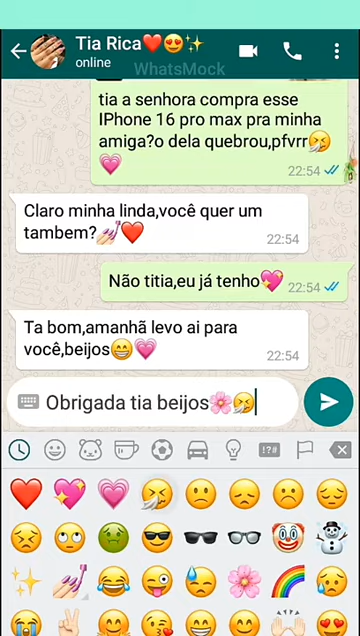 Tia Rica❤️😍✨
online
WhatsMock
tia a senhora compra esse
IPhone 16 pro max pra minha
amiga?o dela quebrou,pfvrr🤧
💗
22:54
Claro minha linda,você quer um
tambem?💅❤️
22:54
Não titia,eu já tenho💖
22:54
Ta bom,amanhã levo ai para
você,beijos😁💗
22:54
Obrigada tia beijos🌸🤧
!?#